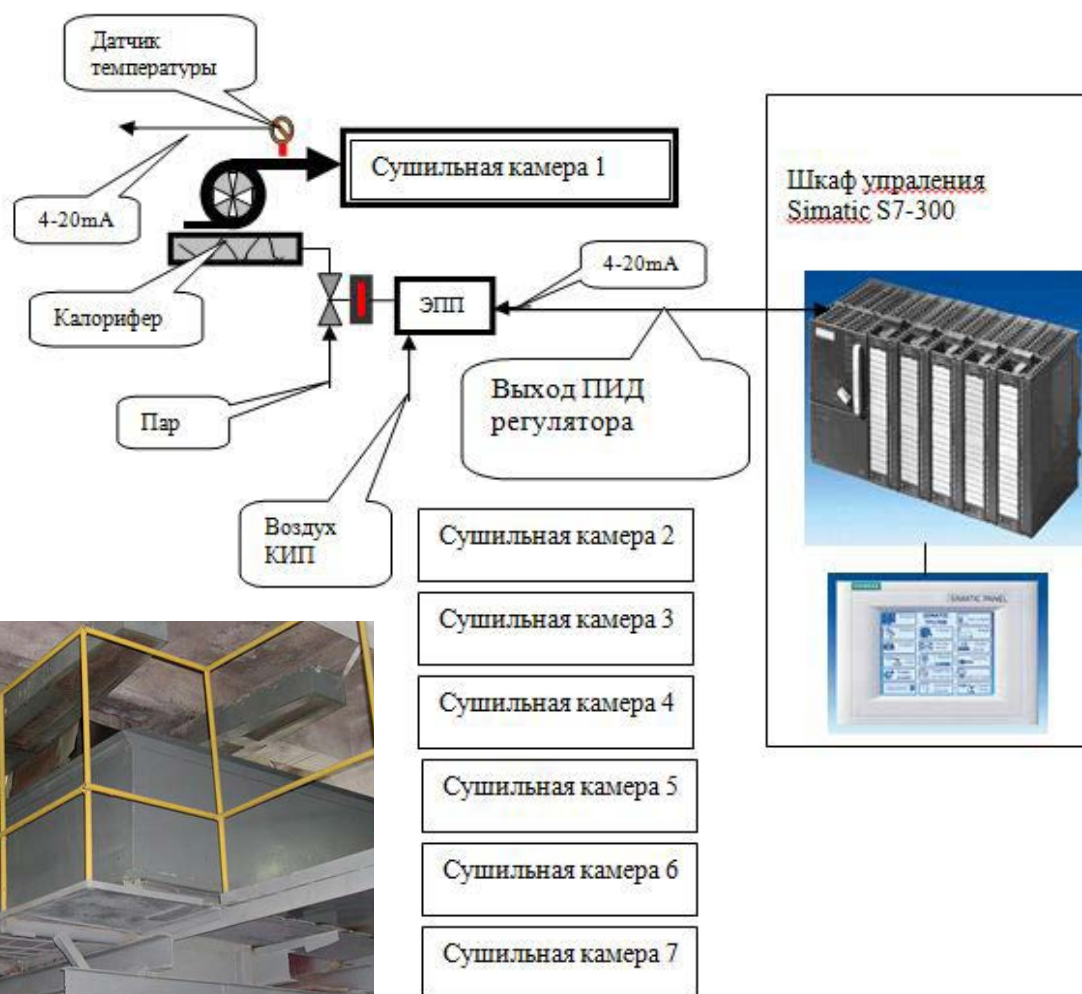 Датчик
температуры
Сушильная камера 1
4-20mA
Шкаф упраления
Simatic S7-300
4-20mA
Калорифер
ЭПП
Выход ПИД
регулятора
Пар
Воздух
КИП
Сушильная камера 2
Сушильная камера 3
Сушильная камера 4
Сушильная камера 5
Сушильная камера 6
Сушильная камера 7
SIEMENS
SIMATIC PANEL